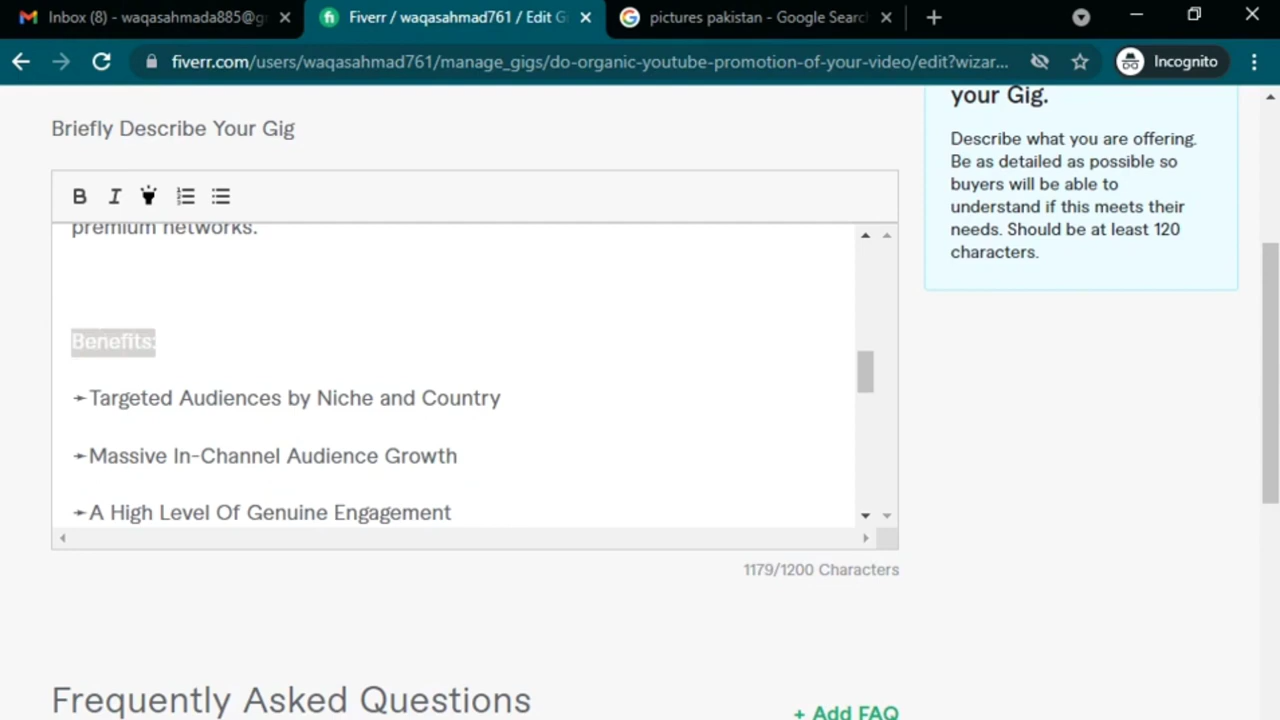 Inbox (8) - waqasahmada885@g
Fiverr / waqasahmad761 / Edit G
pictures pakistan - Google Search
fiverr.com/users/waqasahmad761/manage_gigs/do-organic-youtube-promotion-of-your-video/edit?wizar...
Incognito
your Gig.
Describe what you are offering.
Be as detailed as possible so
buyers will be able to
understand if this meets their
needs. Should be at least 120
characters.
Briefly Describe Your Gig
B I
premium networks.
Benefits:
➛Targeted Audiences by Niche and Country
➛Massive In-Channel Audience Growth
➛A High Level Of Genuine Engagement
1179/1200 Characters
Frequently Asked Questions
+ Add FAQ